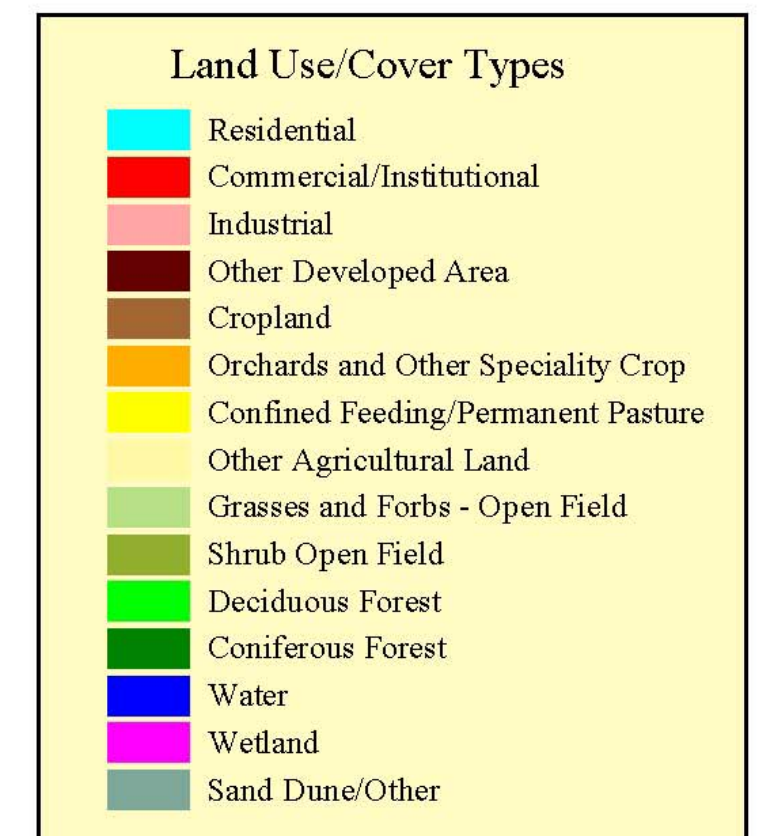 Land Use/Cover Types
Residential
Commercial/Institutional
Industrial
Other Developed Area
Cropland
Orchards and Other Speciality Crop
Confined Feeding/Permanent Pasture
Other Agricultural Land
Grasses and Forbs - Open Field
Shrub Open Field
Deciduous Forest
Coniferous Forest
Water
Wetland
Sand Dune/Other